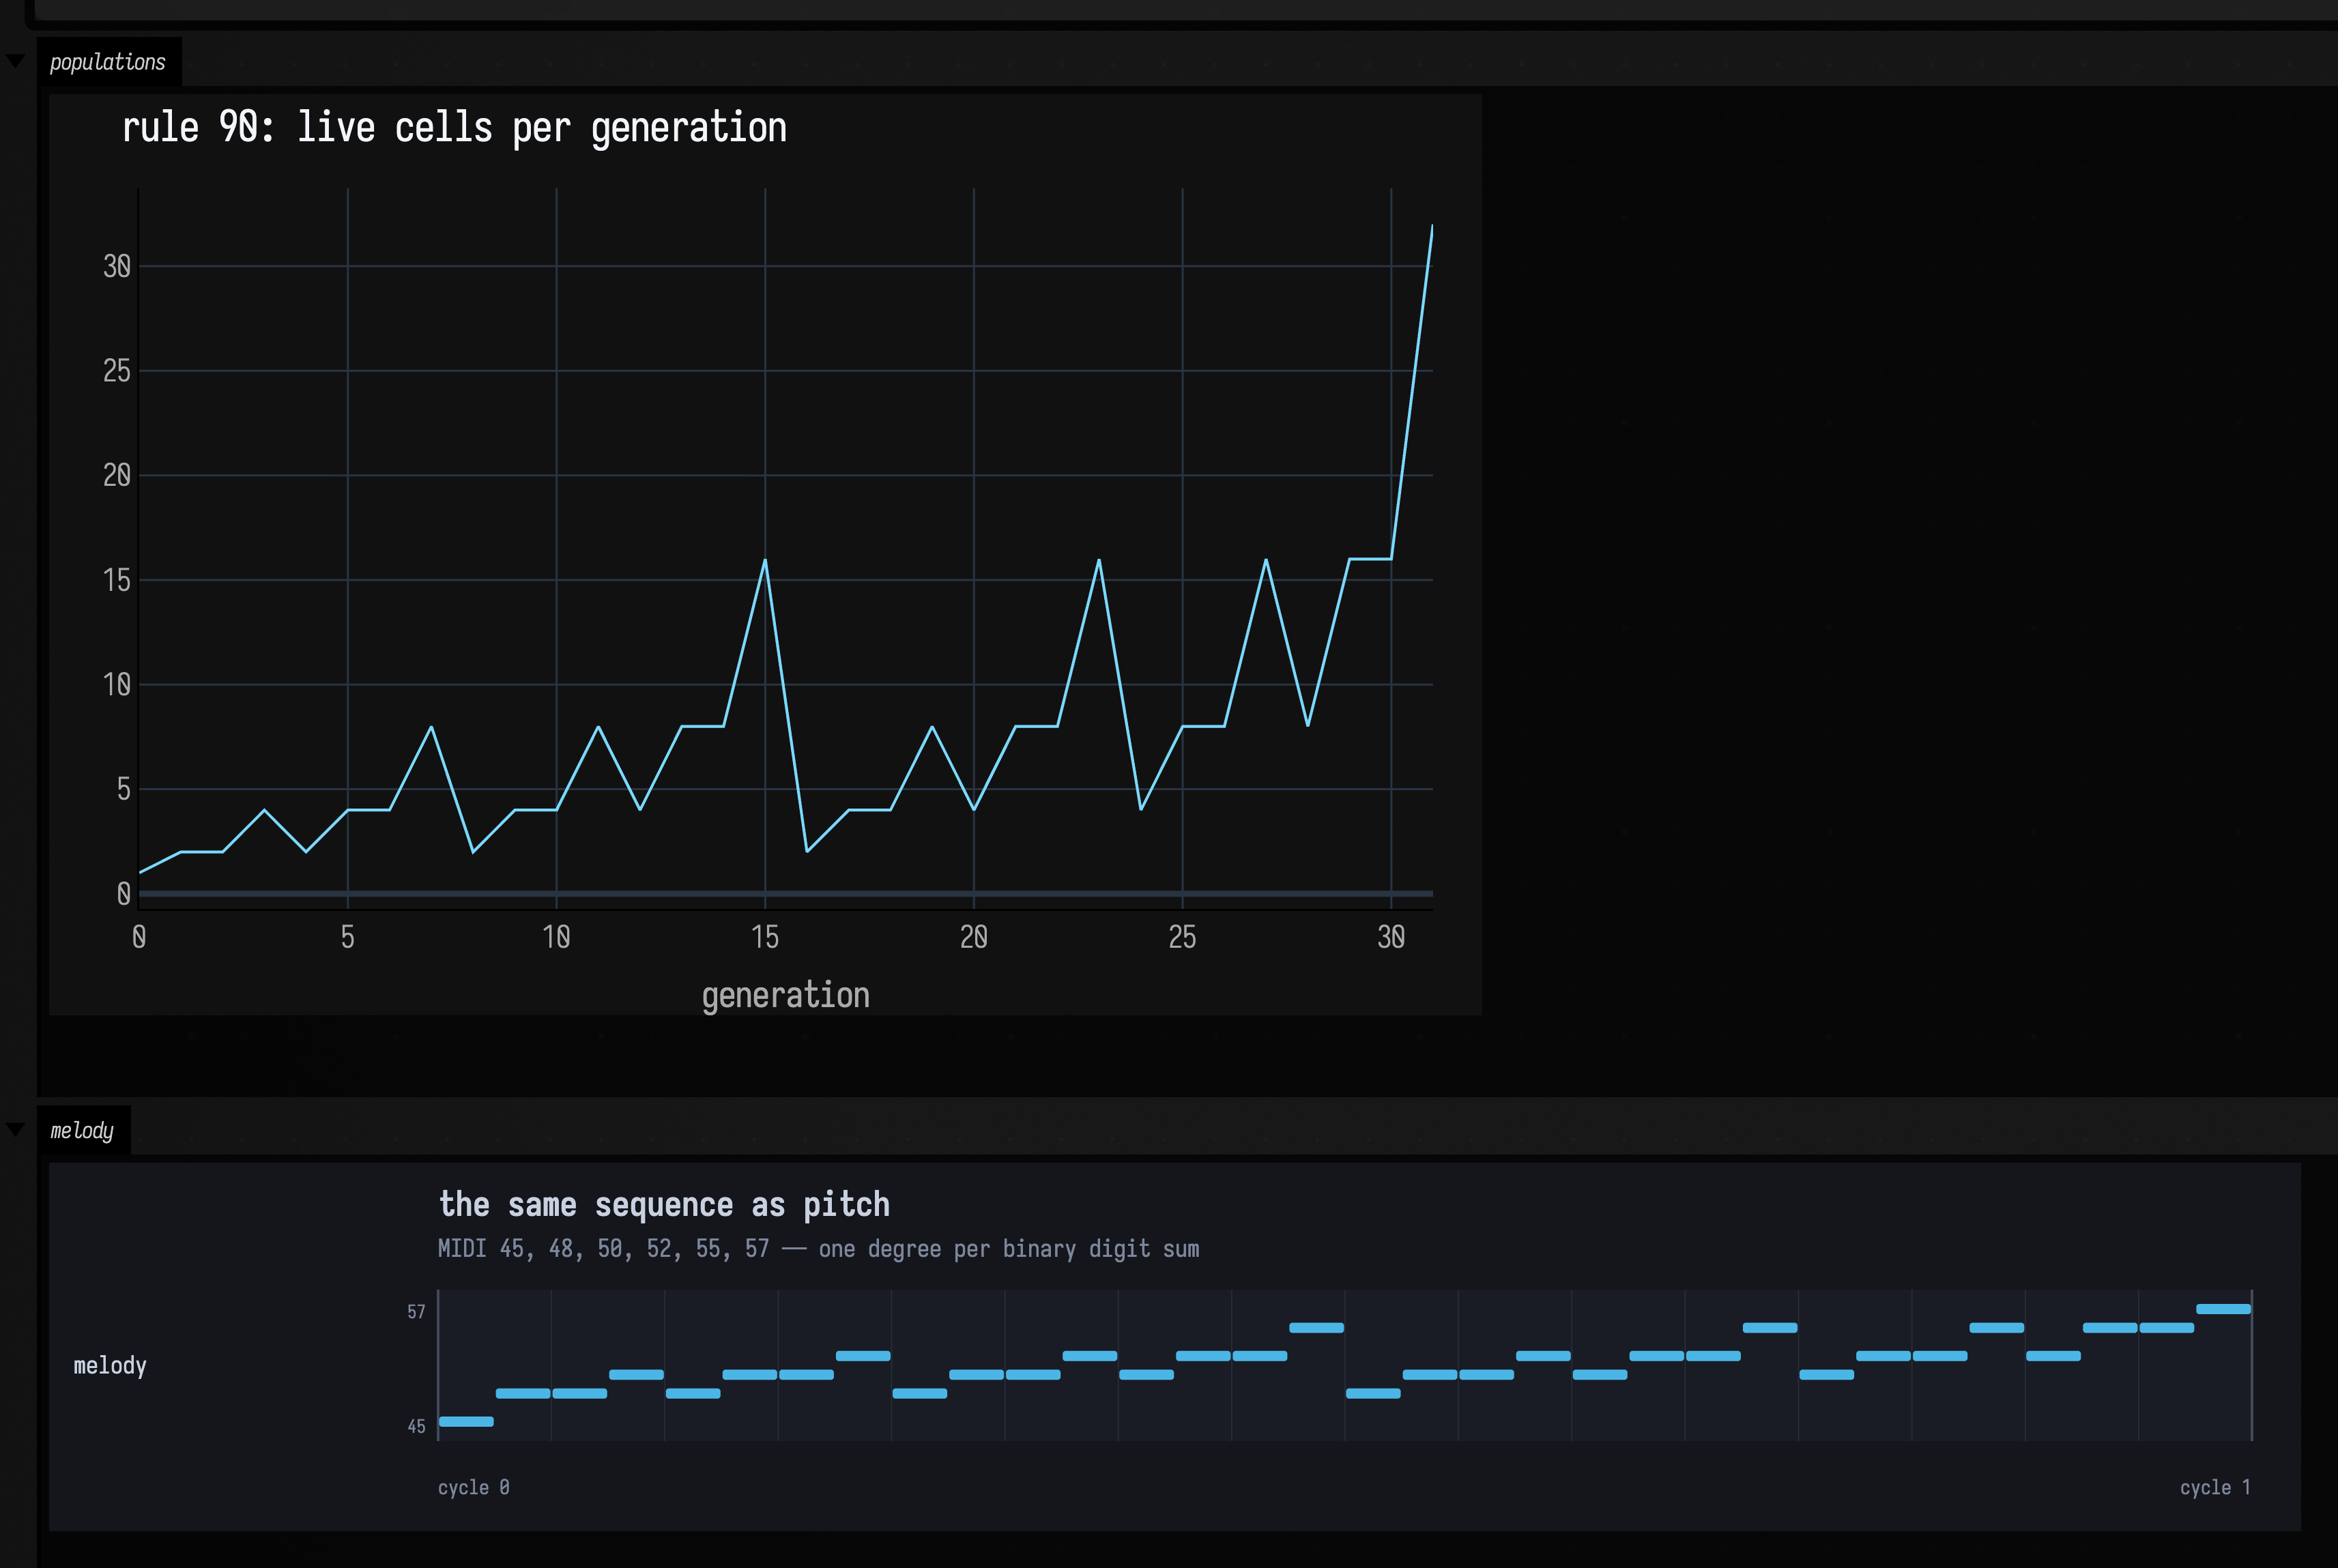 populations
rule 90: live cells per generation
30
25
20
15
10
5
0
0 5 10 15 20 25 30
generation
melody
the same sequence as pitch
MIDI 45, 48, 50, 52, 55, 57 — one degree per binary digit sum
57
melody
45
cycle 0 cycle 1